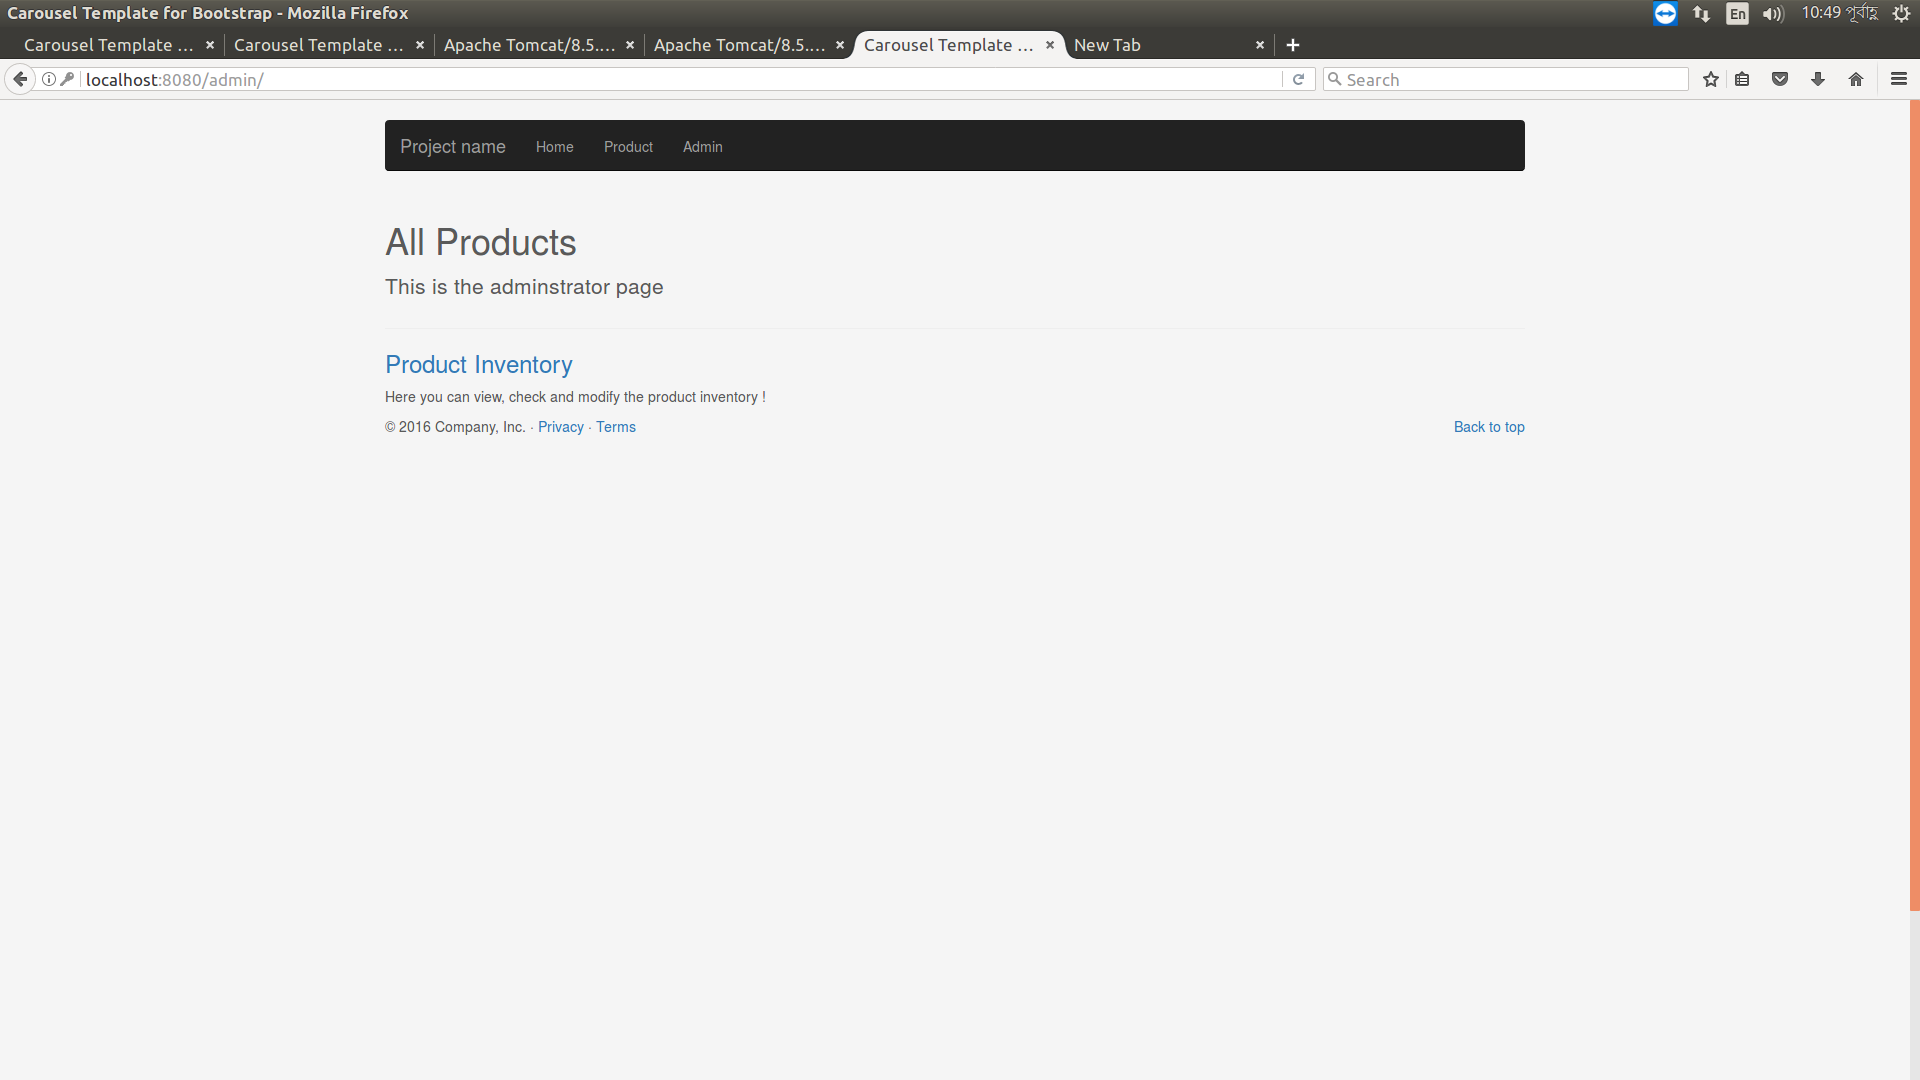 Carousel Template for Bootstrap - Mozilla Firefox
En
10:49 পূর্বাহ্ণ
Carousel Template ...
Carousel Template ...
Apache Tomcat/8.5....
Apache Tomcat/8.5....
Carousel Template ...
New Tab
localhost:8080/admin/
Search
Project name
Home
Product
Admin
All Products
This is the adminstrator page
Product Inventory
Here you can view, check and modify the product inventory !
© 2016 Company, Inc. · Privacy · Terms
Back to top